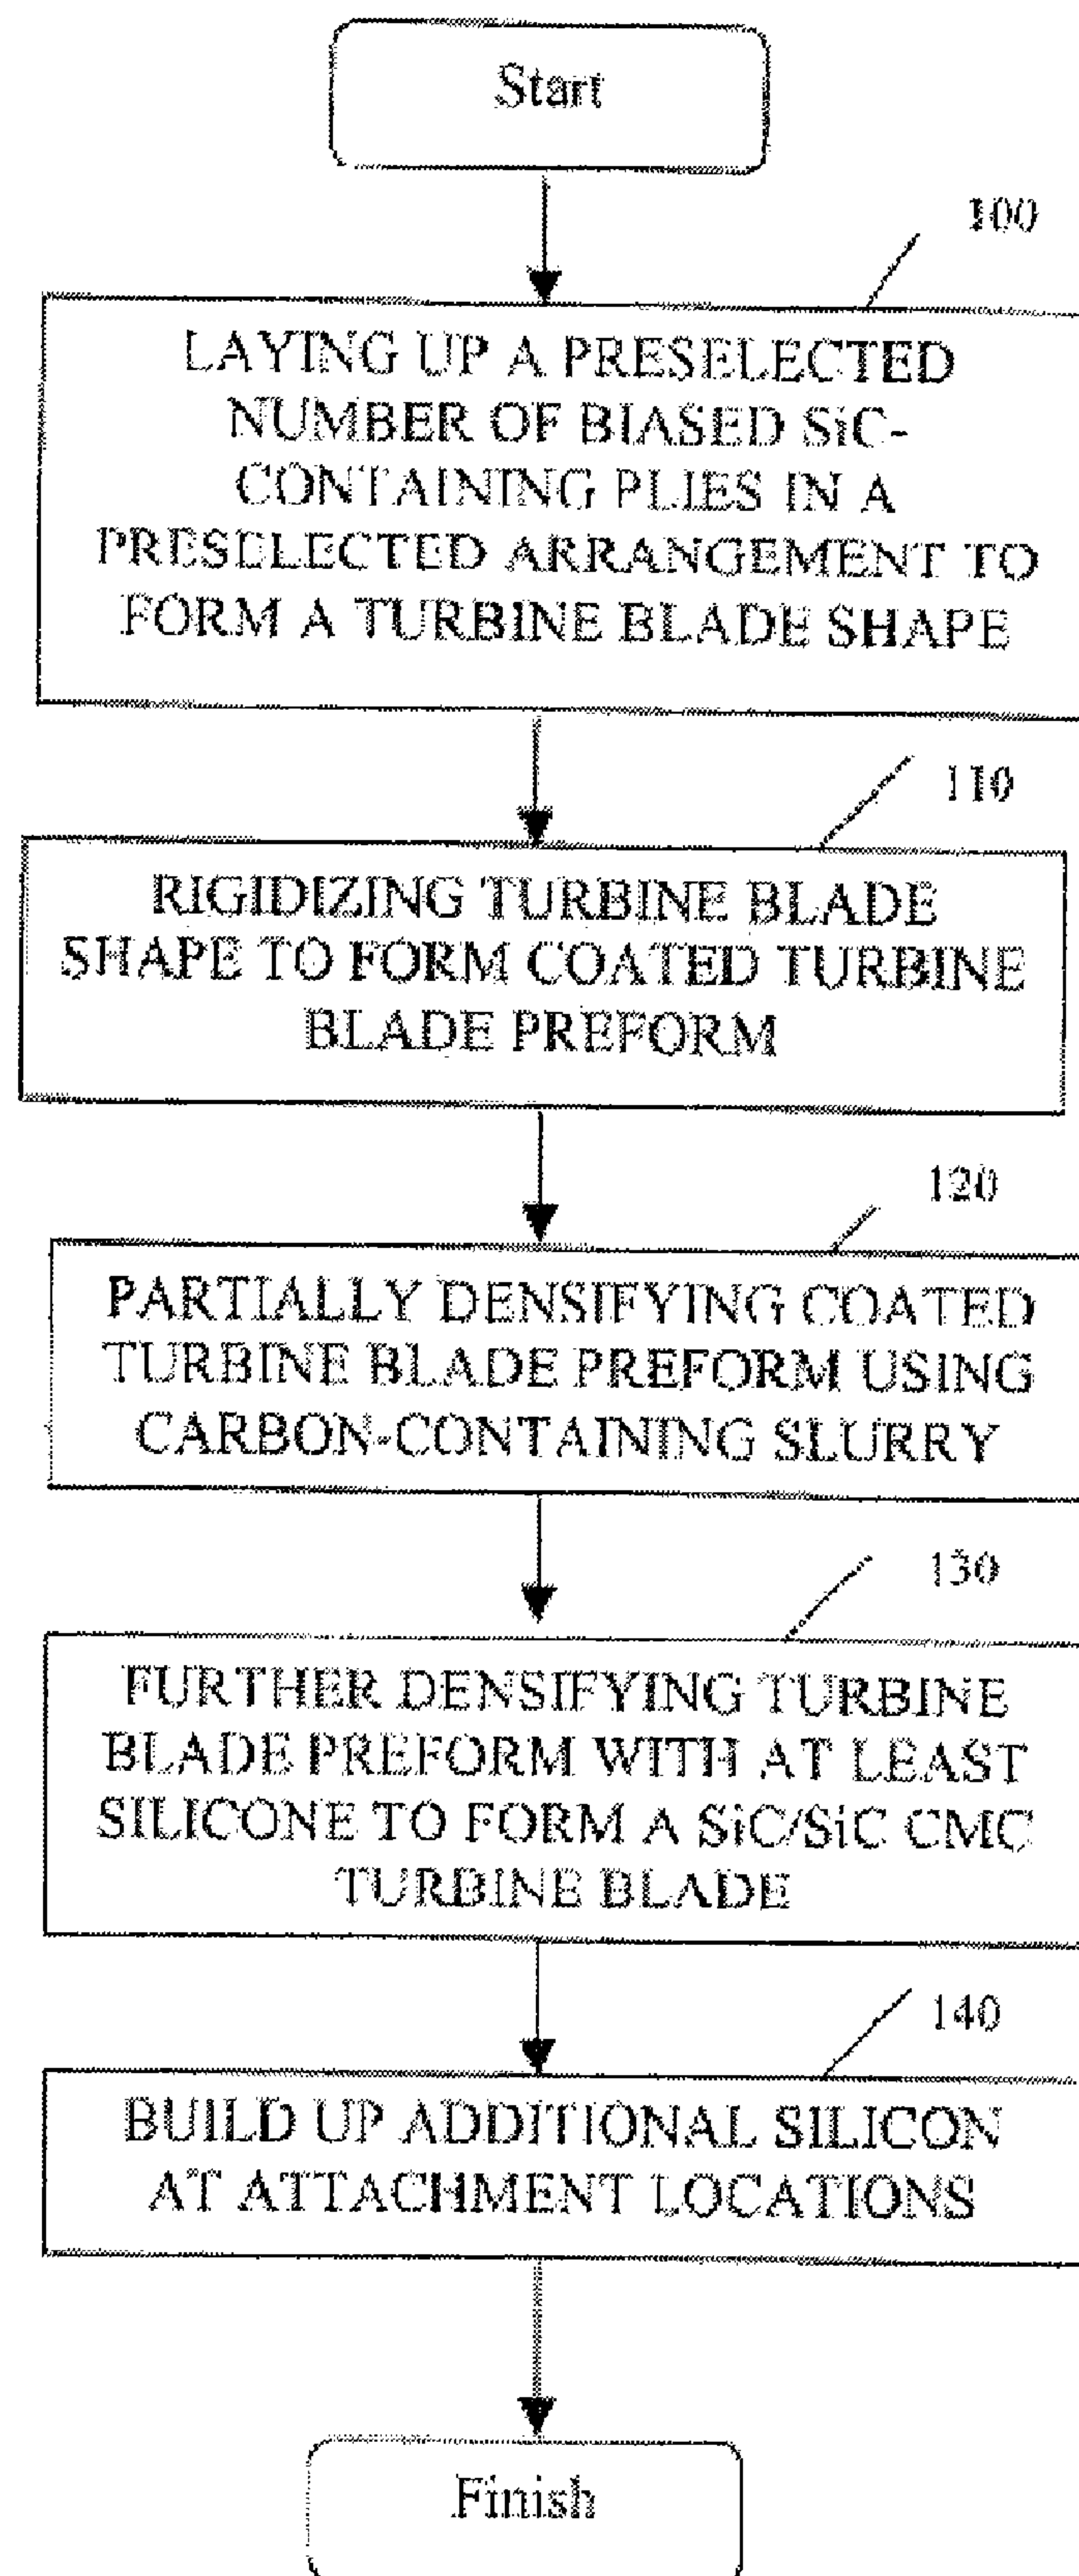 Start
100
LAYING UP A PRESELECTED
NUMBER OF BIASED SiC-
CONTAINING PLIES IN A
PRESELECTED ARRANGEMENT TO
FORM A TURBINE BLADE SHAPE
110
RIGIDIZING TURBINE BLADE
SHAPE TO FORM COATED TURBINE
BLADE PREFORM
120
PARTIALLY DENSIFYING COATED
TURBINE BLADE PREFORM USING
CARBON-CONTAINING SLURRY
130
FURTHER DENSIFYING TURBINE
BLADE PREFORM WITH AT LEAST
SILICONE TO FORM A SiC/SiC CMC
TURBINE BLADE
140
BUILD UP ADDITIONAL SILICON
AT ATTACHMENT LOCATIONS
Finish